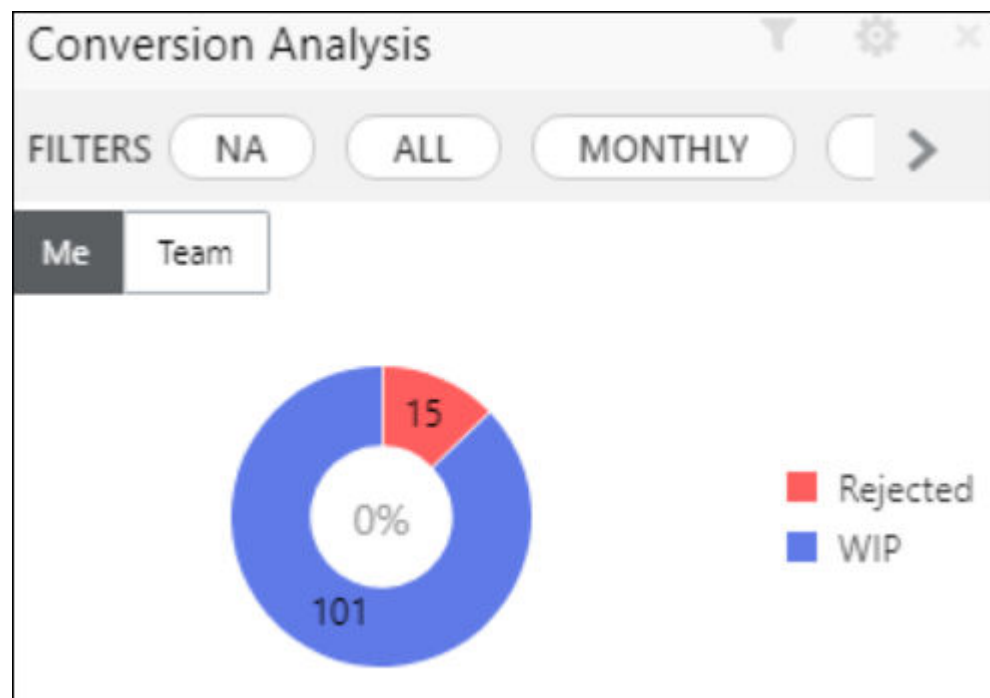 Conversion Analysis
FILTERS NA ALL MONTHLY
Me Team
15
0%
101
Rejected
WIP